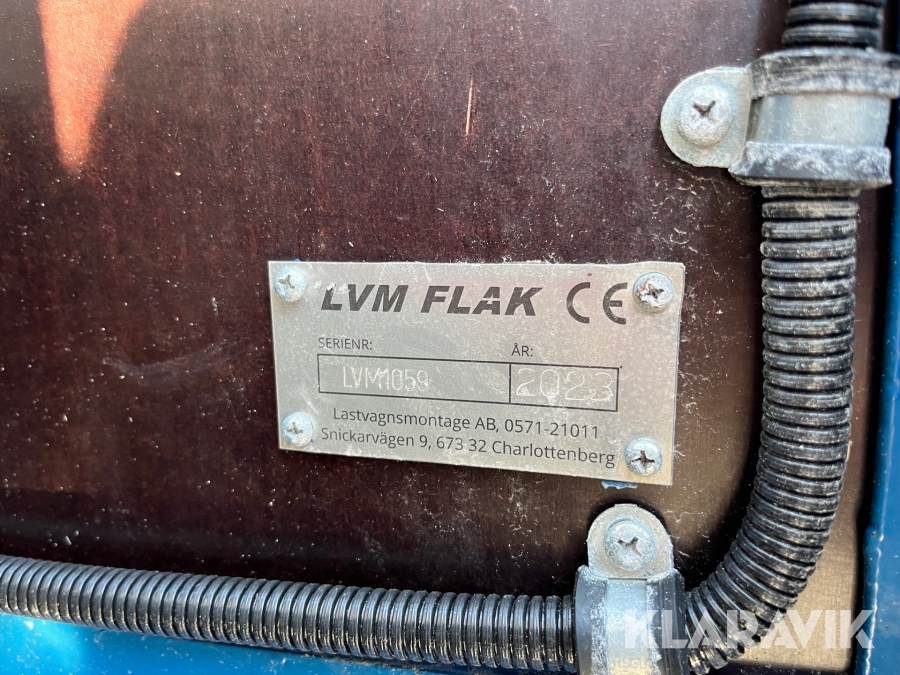 LVM FLAK CE
SERIENR: ÅR:
LVM1059 2023
Lastvagnsmontage AB, 0571-21011
Snickarvägen 9, 673 32 Charlottenberg
KLARAVIK